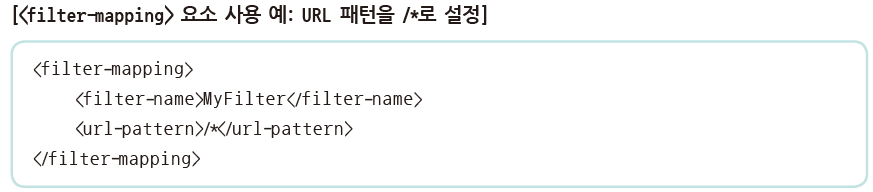 [<filter-mapping> 요소 사용 예: URL 패턴을 /*로 설정]
<filter-mapping>
    <filter-name>MyFilter</filter-name>
    <url-pattern>/*</url-pattern>
</filter-mapping>